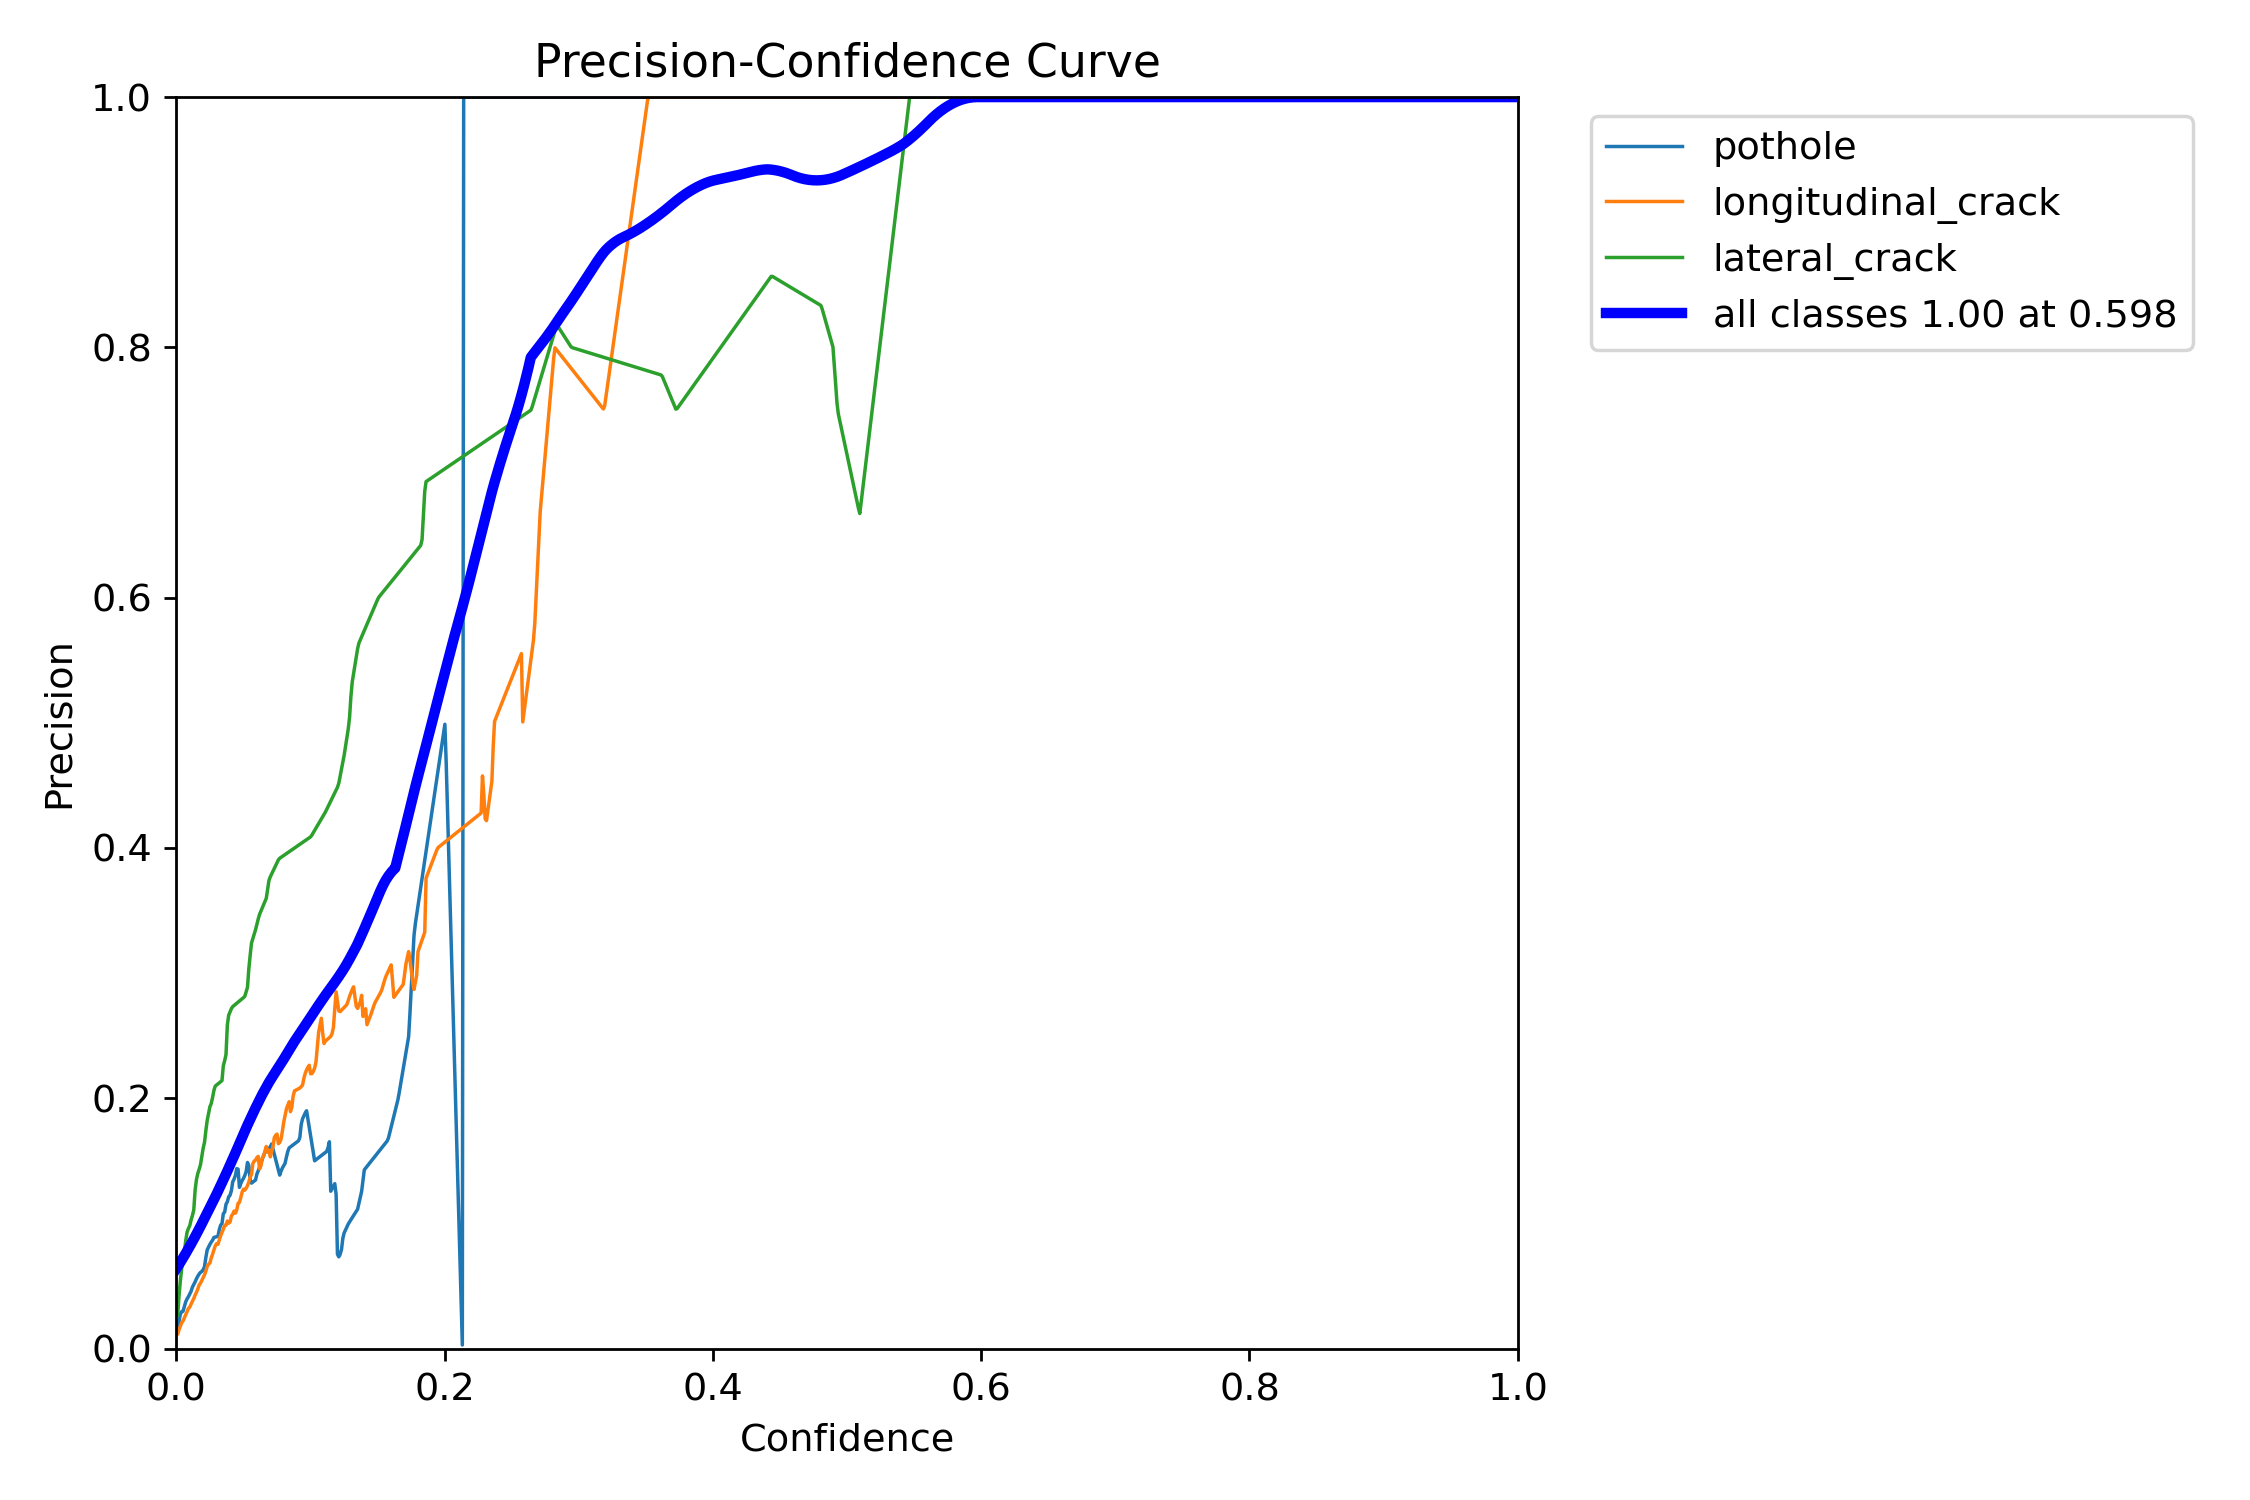 Precision-Confidence Curve
1.0
0.8
0.6
0.4
0.2
0.0
Precision
0.0 0.2 0.4 0.6 0.8 1.0
Confidence
pothole
longitudinal_crack
lateral_crack
all classes 1.00 at 0.598